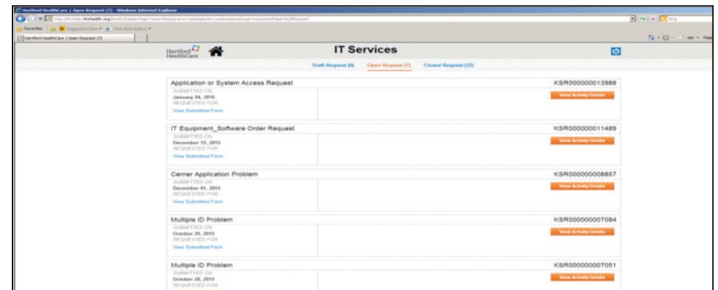 Hartford HealthCare | Open Request (7) - Windows Internet Explorer
Favorites
Hartford HealthCare | Open Request (7)
Hartford HealthCare
IT Services
Draft Request (6) Open Request (7) Closed Request (23)
Application or System Access Request KSR000000013988
SUBMITTED ON
January 04, 2016
REQUESTED FOR
View Submitted Form
View Activity Details
IT Equipment_Software Order Request KSR000000011489
SUBMITTED ON
December 15, 2015
REQUESTED FOR
View Submitted Form
View Activity Details
Cerner Application Problem KSR000000008857
SUBMITTED ON
December 01, 2015
REQUESTED FOR
View Submitted Form
View Activity Details
Multiple ID Problem KSR000000007084
SUBMITTED ON
October 28, 2015
REQUESTED FOR
View Submitted Form
View Activity Details
Multiple ID Problem KSR000000007051
SUBMITTED ON
October 28, 2015
REQUESTED FOR
View Activity Details